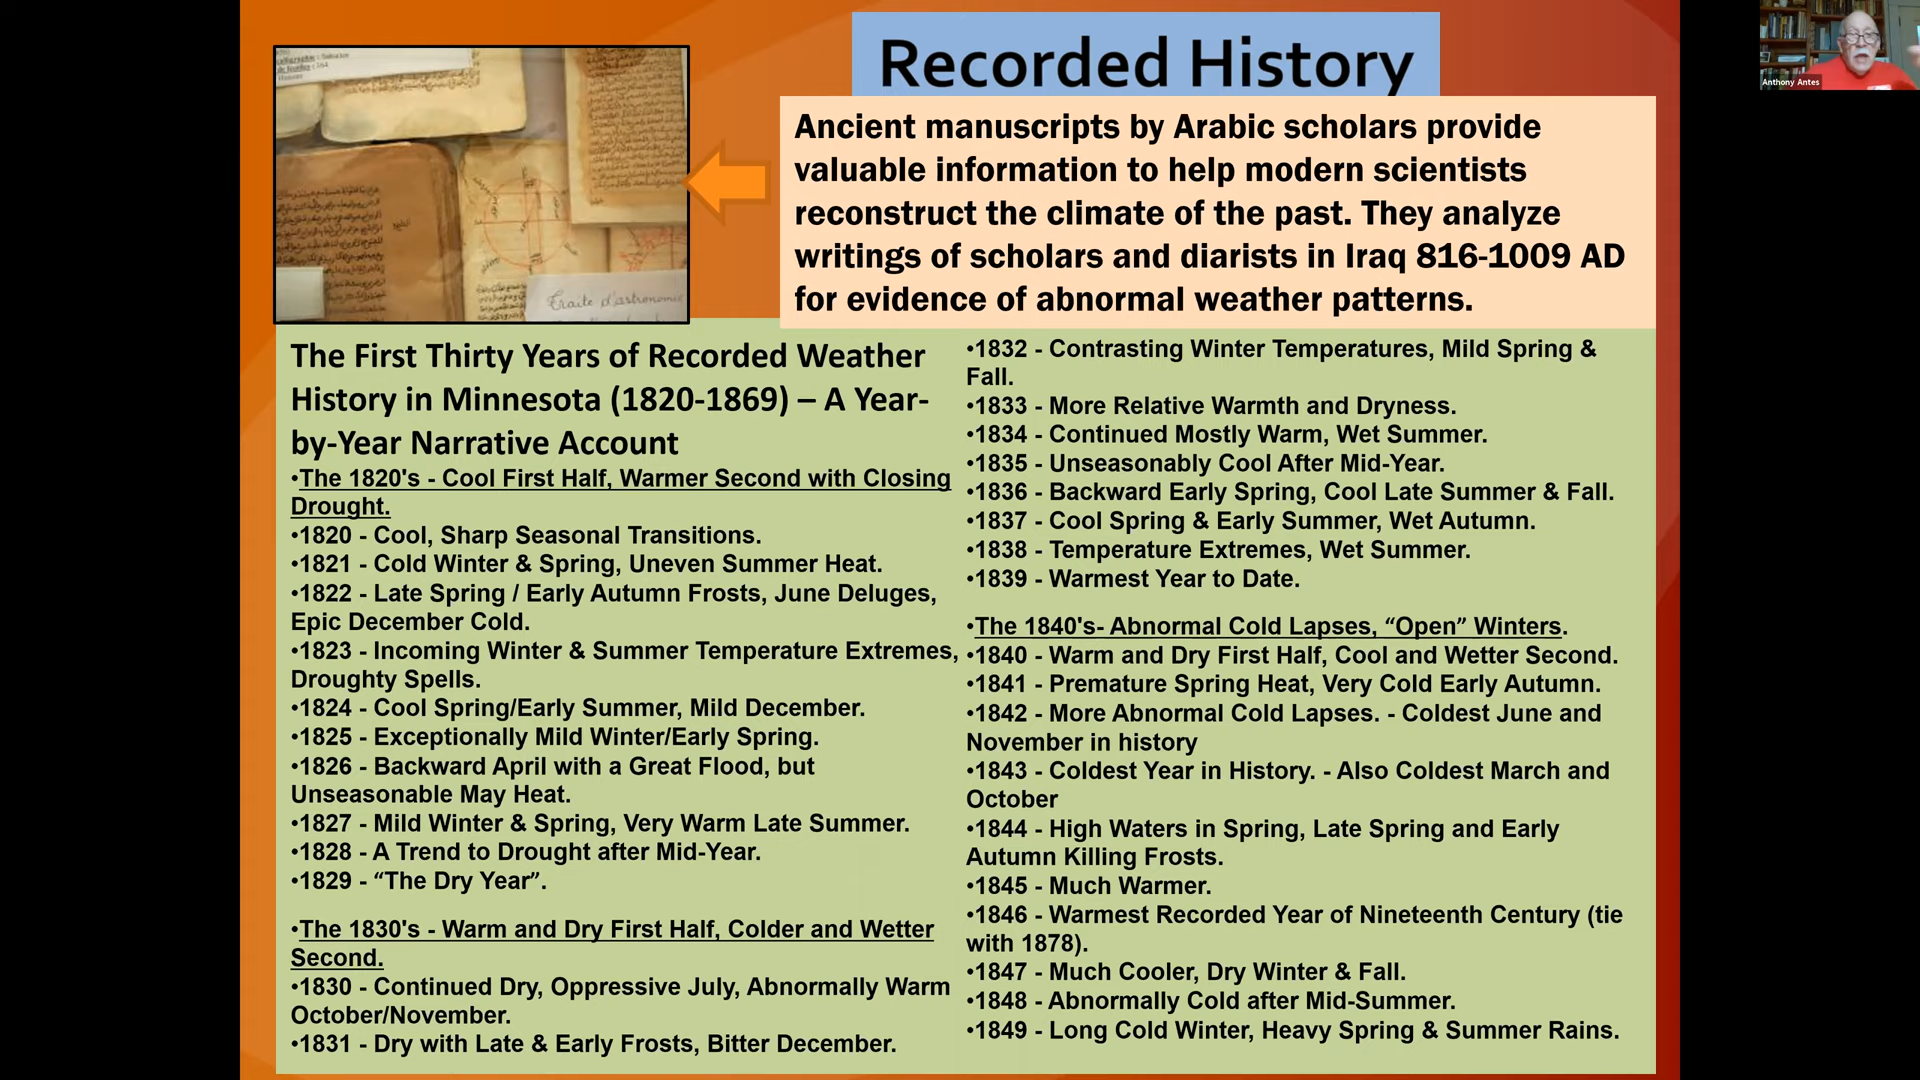 Recorded History
Ancient manuscripts by Arabic scholars provide
valuable information to help modern scientists
reconstruct the climate of the past. They analyze
writings of scholars and diarists in Iraq 816-1009 AD
for evidence of abnormal weather patterns.
Traite d'astronomie
The First Thirty Years of Recorded Weather
History in Minnesota (1820-1869) – A Year-
by-Year Narrative Account
•The 1820's - Cool First Half, Warmer Second with Closing
Drought.
•1820 - Cool, Sharp Seasonal Transitions.
•1821 - Cold Winter & Spring, Uneven Summer Heat.
•1822 - Late Spring / Early Autumn Frosts, June Deluges,
Epic December Cold.
•1823 - Incoming Winter & Summer Temperature Extremes,
Droughty Spells.
•1824 - Cool Spring/Early Summer, Mild December.
•1825 - Exceptionally Mild Winter/Early Spring.
•1826 - Backward April with a Great Flood, but
Unseasonable May Heat.
•1827 - Mild Winter & Spring, Very Warm Late Summer.
•1828 - A Trend to Drought after Mid-Year.
•1829 - “The Dry Year”.
•The 1830's - Warm and Dry First Half, Colder and Wetter
Second.
•1830 - Continued Dry, Oppressive July, Abnormally Warm
October/November.
•1831 - Dry with Late & Early Frosts, Bitter December.
•1832 - Contrasting Winter Temperatures, Mild Spring &
Fall.
•1833 - More Relative Warmth and Dryness.
•1834 - Continued Mostly Warm, Wet Summer.
•1835 - Unseasonably Cool After Mid-Year.
•1836 - Backward Early Spring, Cool Late Summer & Fall.
•1837 - Cool Spring & Early Summer, Wet Autumn.
•1838 - Temperature Extremes, Wet Summer.
•1839 - Warmest Year to Date.
•The 1840's- Abnormal Cold Lapses, “Open” Winters.
•1840 - Warm and Dry First Half, Cool and Wetter Second.
•1841 - Premature Spring Heat, Very Cold Early Autumn.
•1842 - More Abnormal Cold Lapses. - Coldest June and
November in history
•1843 - Coldest Year in History. - Also Coldest March and
October
•1844 - High Waters in Spring, Late Spring and Early
Autumn Killing Frosts.
•1845 - Much Warmer.
•1846 - Warmest Recorded Year of Nineteenth Century (tie
with 1878).
•1847 - Much Cooler, Dry Winter & Fall.
•1848 - Abnormally Cold after Mid-Summer.
•1849 - Long Cold Winter, Heavy Spring & Summer Rains.
Anthony Antes